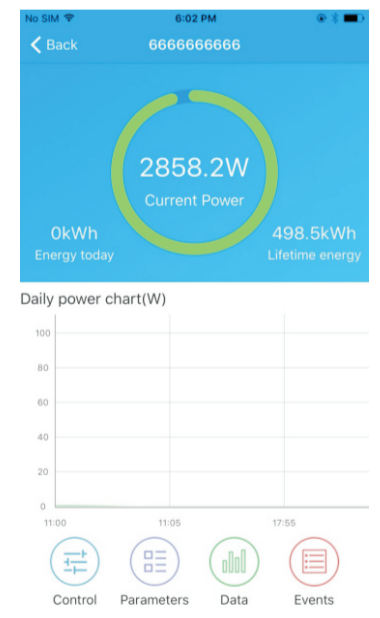 No SIM 6:02 PM
Back 6666666666
2858.2W
Current Power
0kWh 498.5kWh
Energy today Lifetime energy
Daily power chart(W)
100
80
60
40
20
0
11:00 11:05 17:55
Control Parameters Data Events